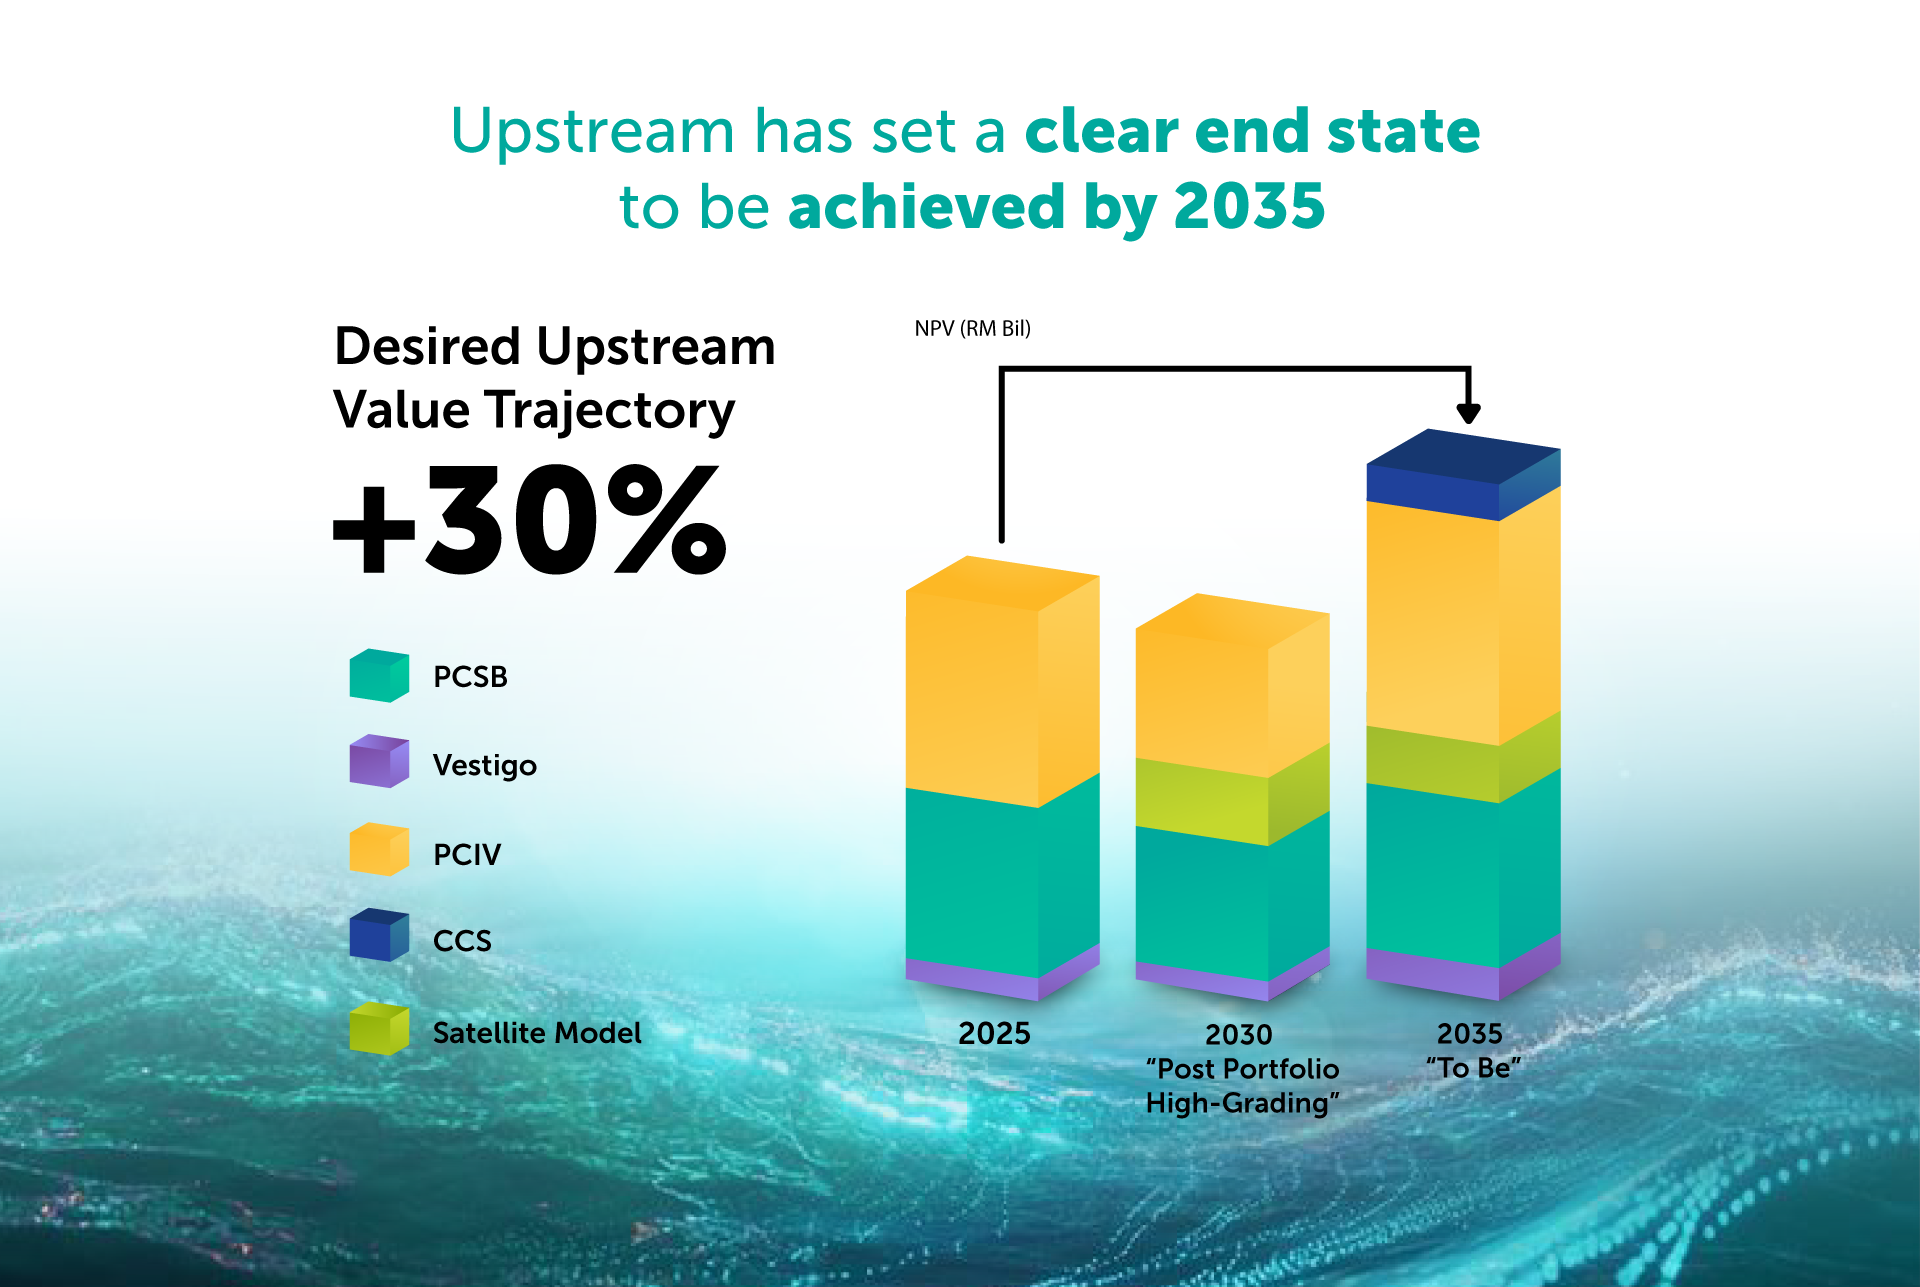 Upstream has set a clear end state
to be achieved by 2035
Desired Upstream
Value Trajectory
+30%
PCSB
Vestigo
PCIV
CCS
Satellite Model
NPV (RM Bil)
2025
2030
“Post Portfolio
High-Grading”
2035
“To Be”